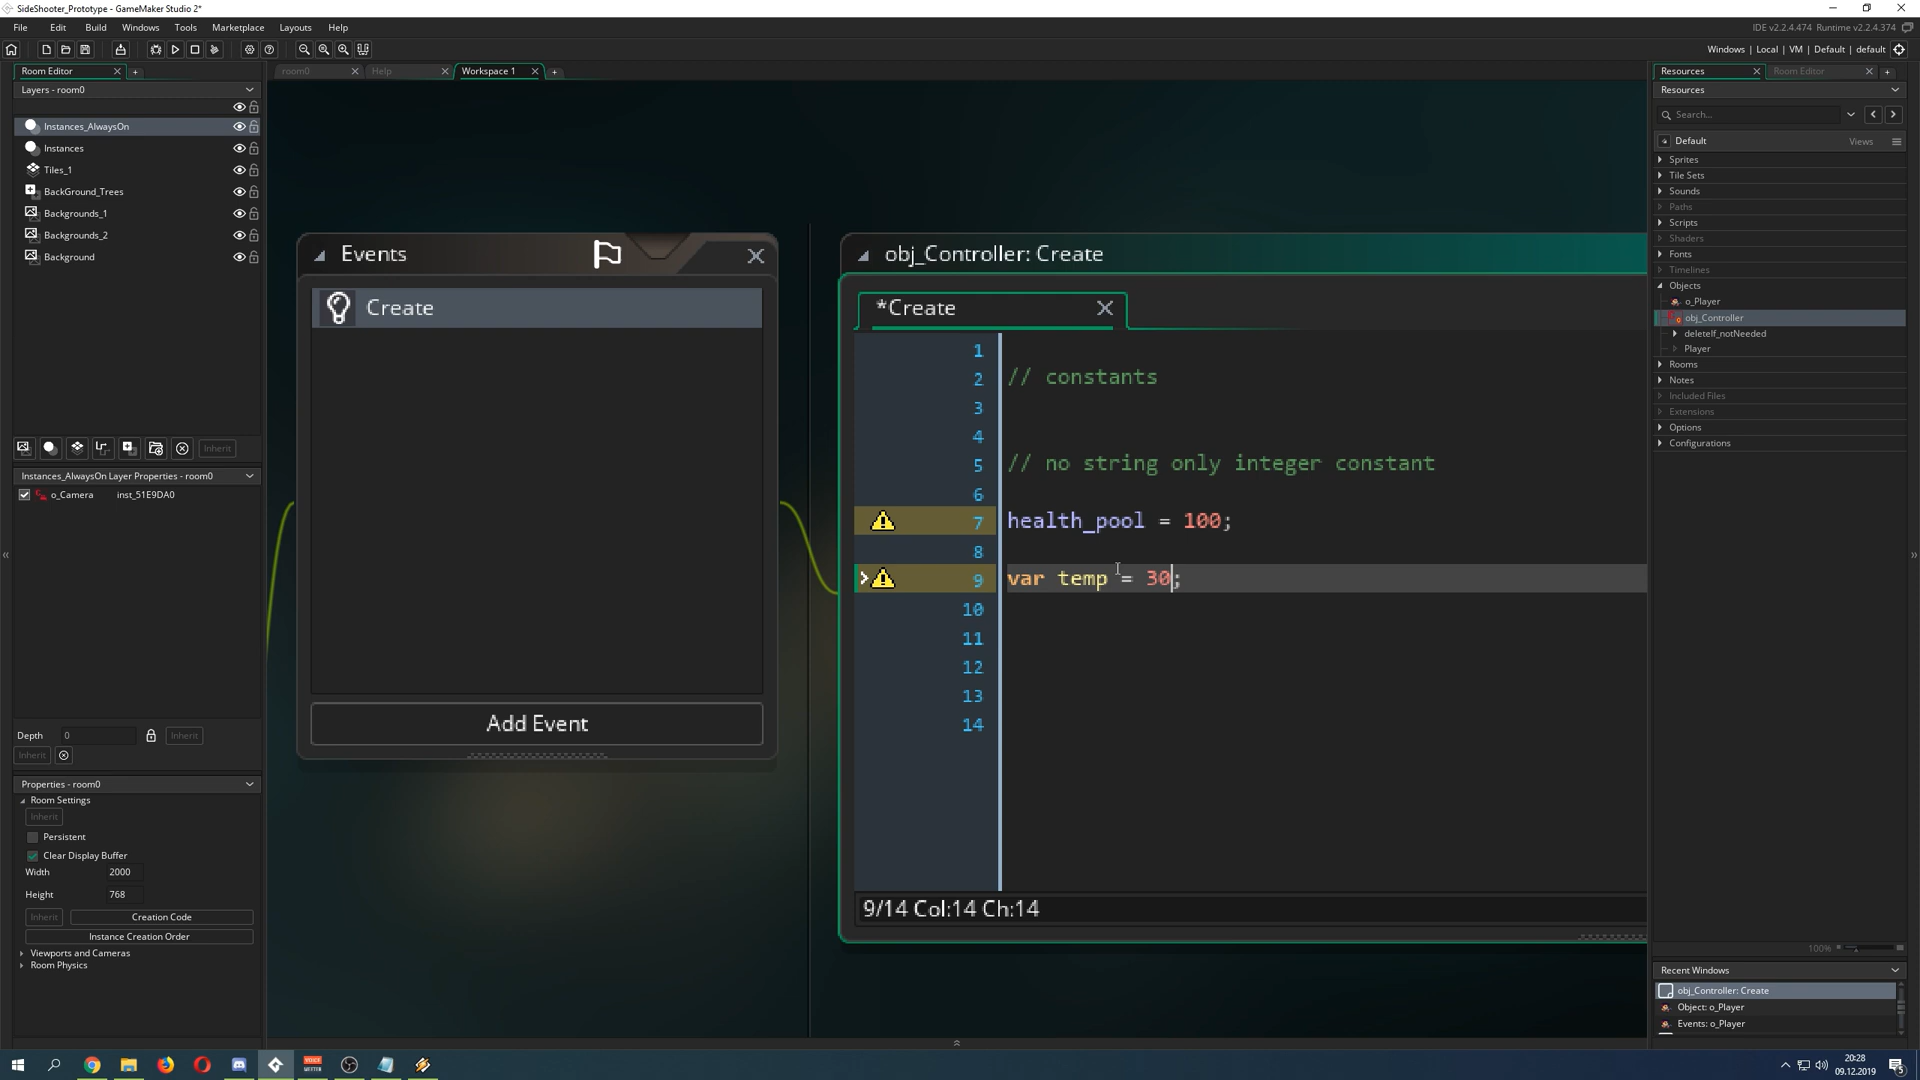 SideShooter_Prototype - GameMaker Studio 2*
File Edit Build Windows Tools Marketplace Layouts Help
IDE v2.2.4.474 Runtime v2.2.4.374
Windows | Local | VM | Default | default
Room Editor
room0
Help
Workspace 1
Resources
Room Editor
Layers - room0
Instances_AlwaysOn
Instances
Tiles_1
BackGround_Trees
Backgrounds_1
Backgrounds_2
Background
Inherit
Instances_AlwaysOn Layer Properties - room0
o_Camera inst_51E9DA0
Depth 0 Inherit
Inherit
Properties - room0
Room Settings
Inherit
Persistent
Clear Display Buffer
Width 2000
Height 768
Inherit Creation Code
Instance Creation Order
Viewports and Cameras
Room Physics
Events
Create
Add Event
obj_Controller: Create
*Create
1
2 // constants
3
4
5 // no string only integer constant
6
7 health_pool = 100;
8
9 var temp = 30;
10
11
12
13
14
9/14 Col:14 Ch:14
Resources
Search...
Default Views
Sprites
Tile Sets
Sounds
Paths
Scripts
Shaders
Fonts
Timelines
Objects
o_Player
obj_Controller
deleteIf_notNeeded
Player
Rooms
Notes
Included Files
Extensions
Options
Configurations
100%
Recent Windows
obj_Controller: Create
Object: o_Player
Events: o_Player
20:28
09.12.2019
5